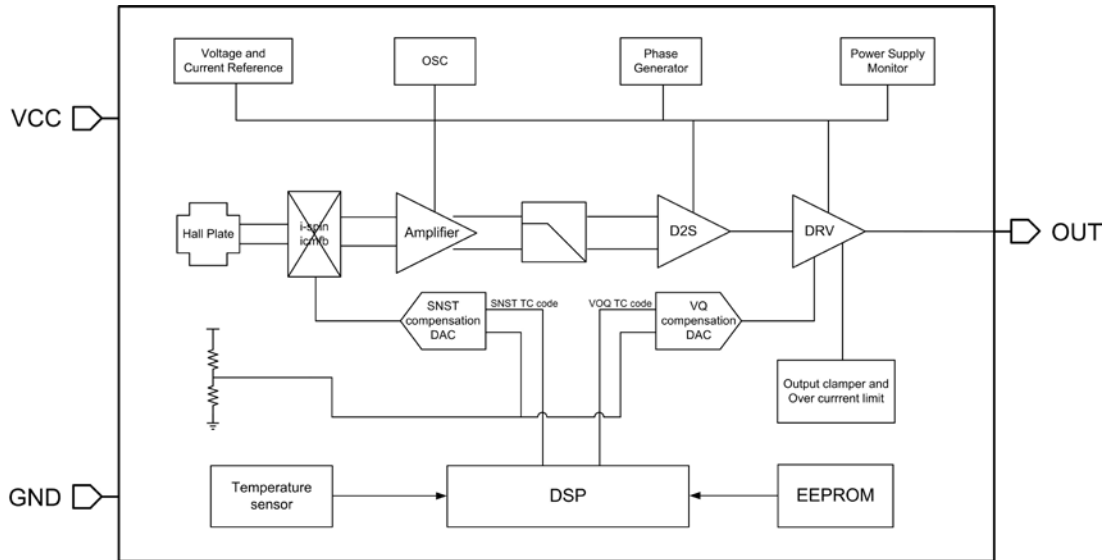 Voltage and
Current Reference
OSC
Phase
Generator
Power Supply
Monitor
VCC
Hall Plate
i-spin
icmfb
Amplifier
D2S
DRV
OUT
SNST
compensation
DAC
SNST TC code
VOQ TC code
VQ
compensation
DAC
Output clamper and
Over currrent limit
GND
Temperature
sensor
DSP
EEPROM